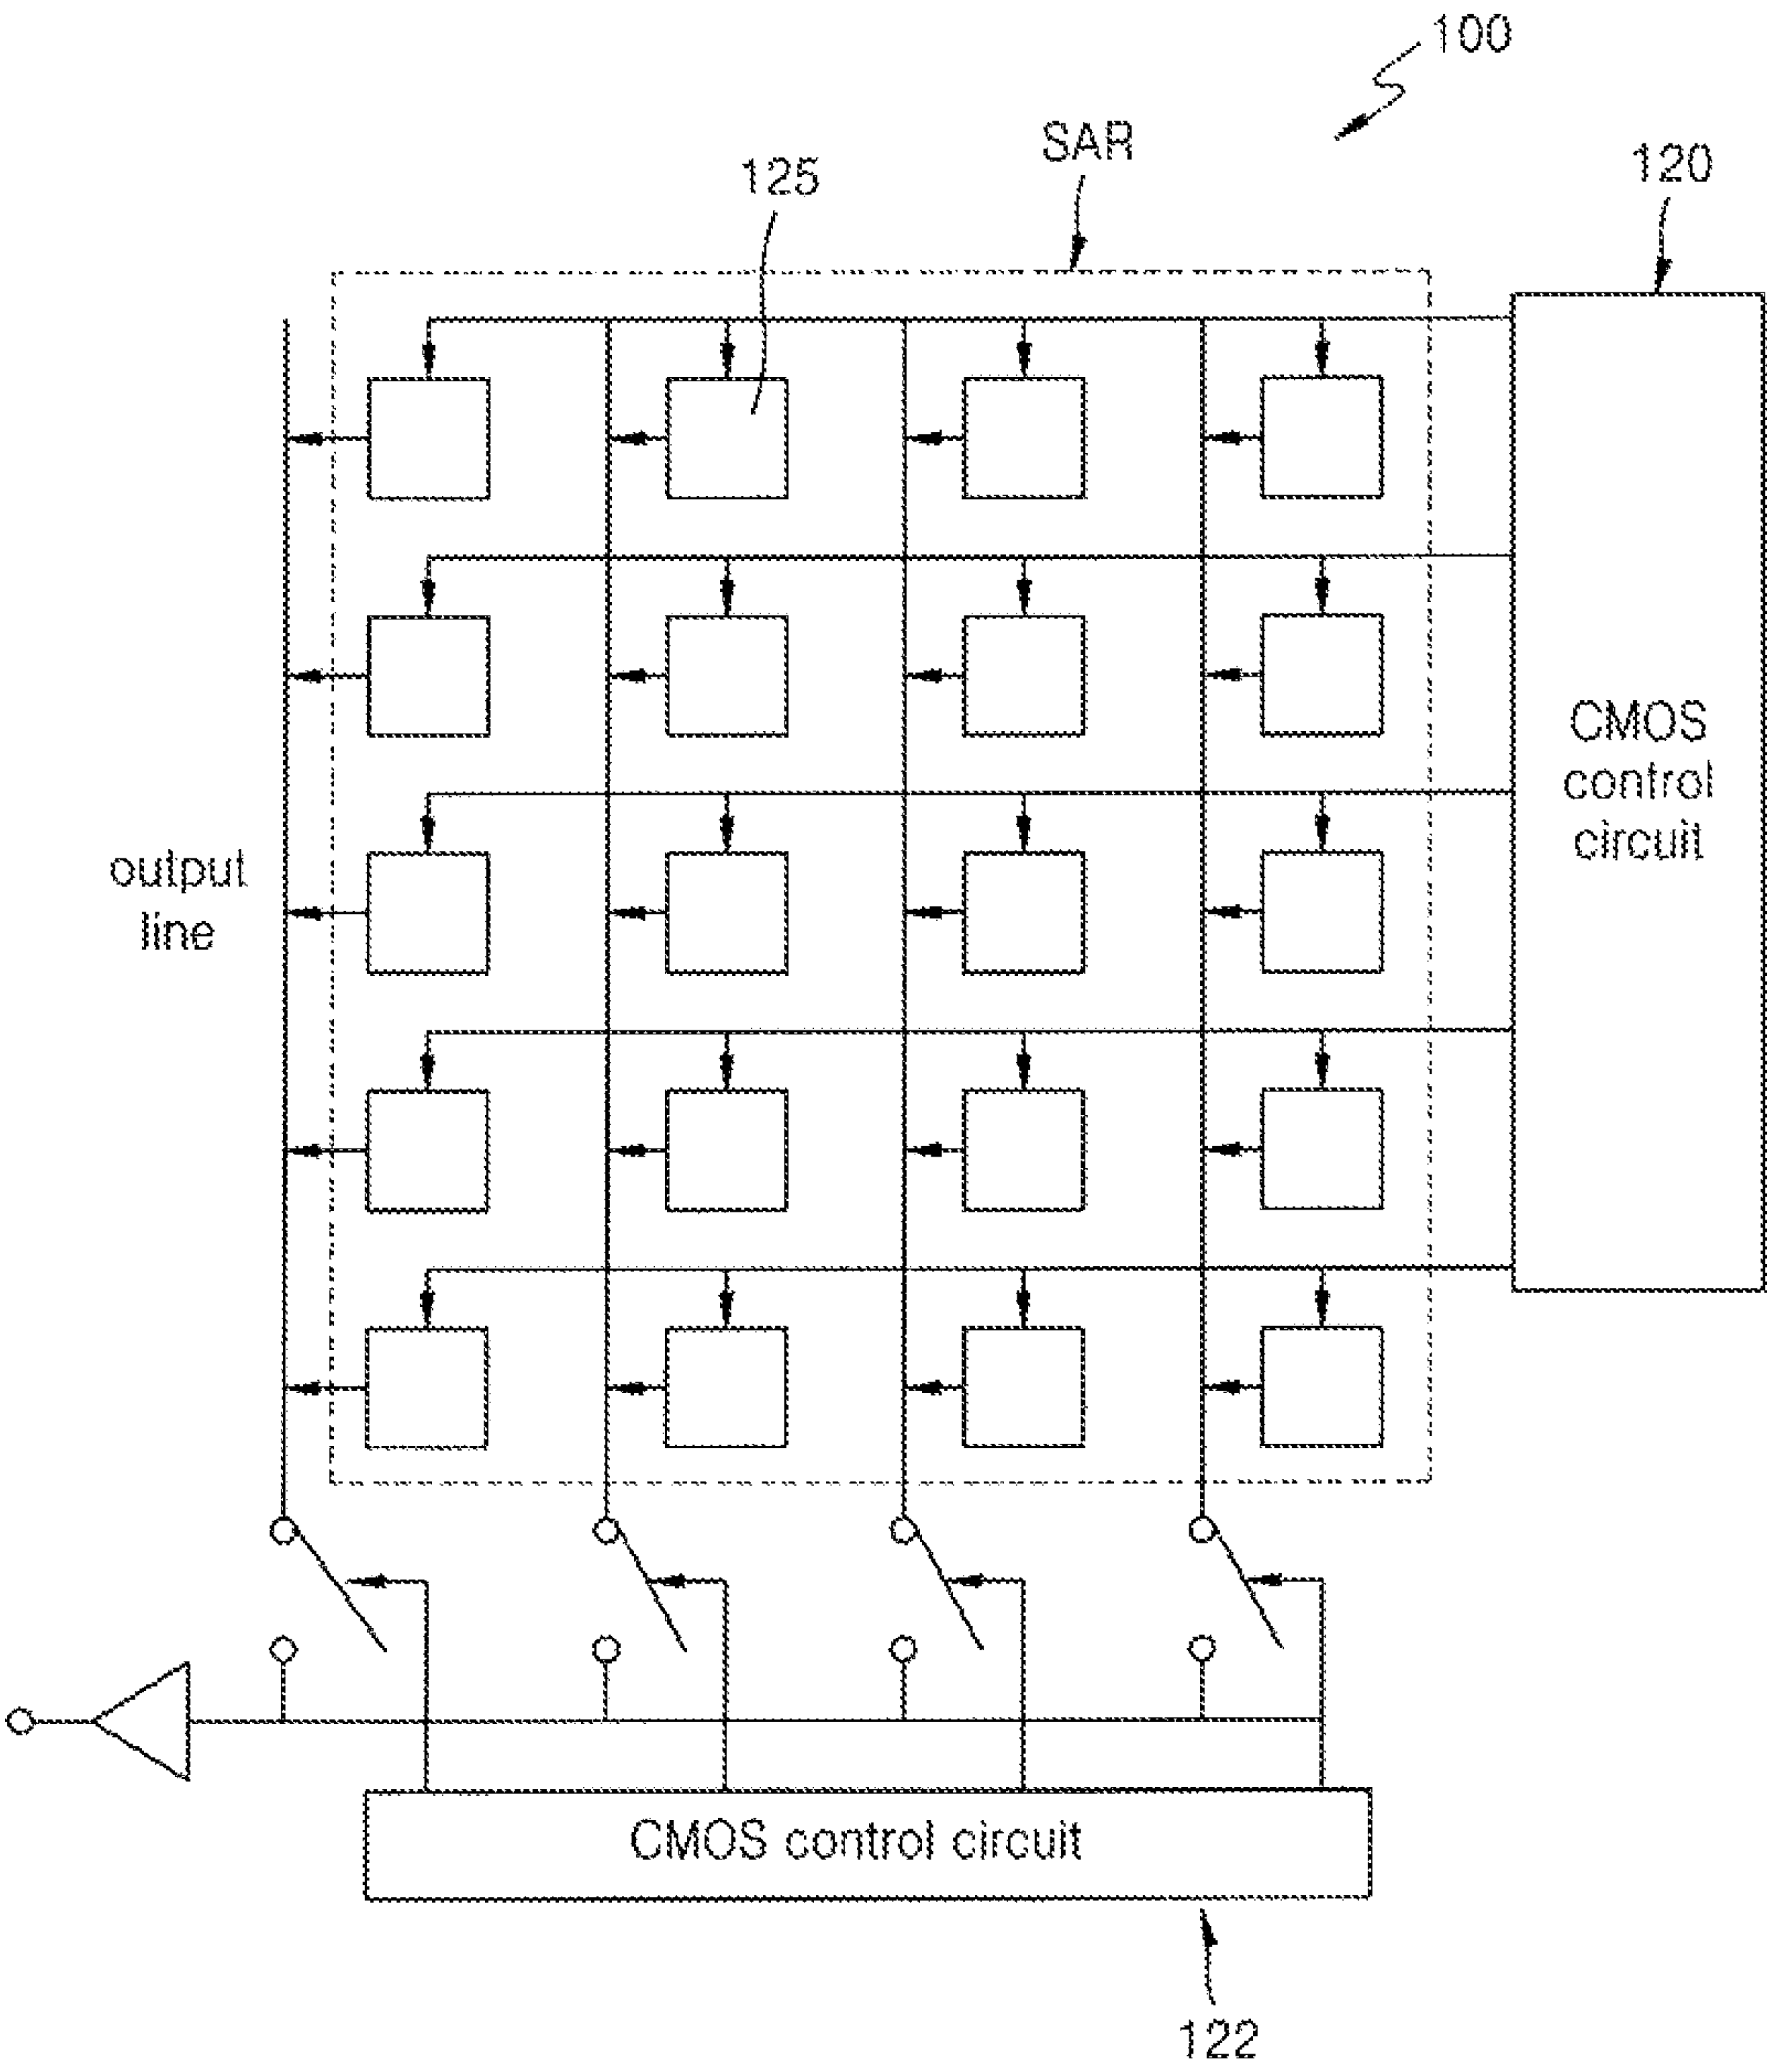 100
SAR
125
120
CMOS
control
circuit
output
line
CMOS control circuit
122